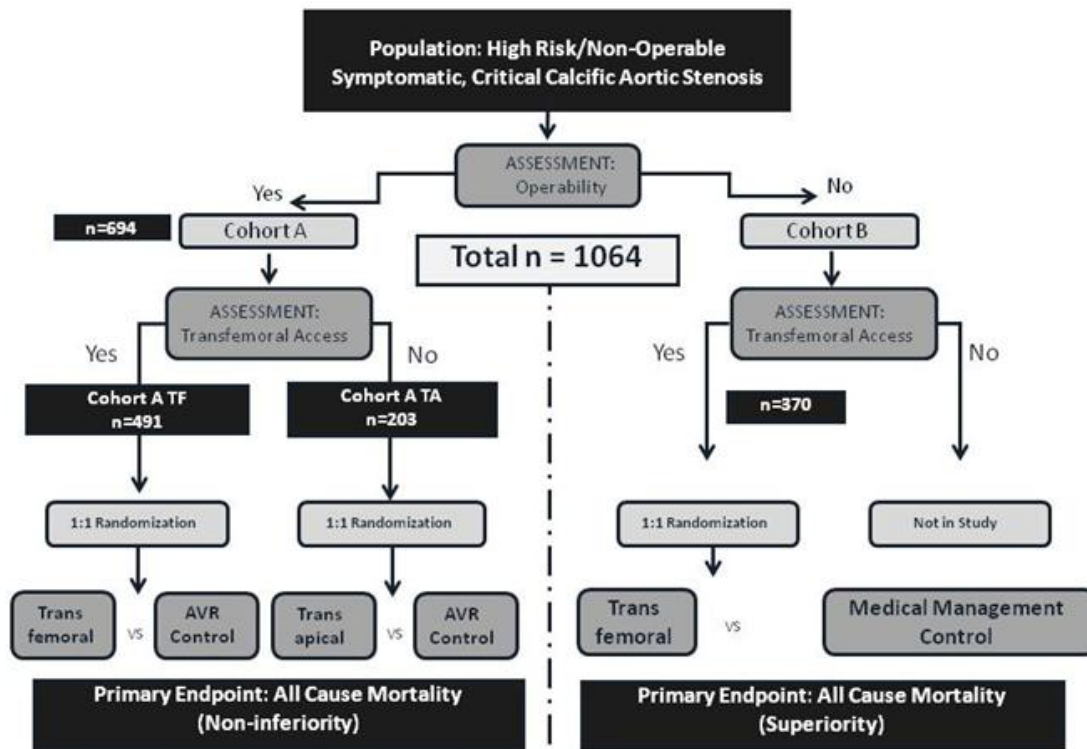 Population: High Risk/Non-Operable
Symptomatic, Critical Calcific Aortic Stenosis
ASSESSMENT:
Operability
Yes
No
n=694
Cohort A
Total n = 1064
Cohort B
ASSESSMENT:
Transfemoral Access
ASSESSMENT:
Transfemoral Access
Yes
No
Yes
No
Cohort A TF
n=491
Cohort A TA
n=203
n=370
1:1 Randomization
1:1 Randomization
1:1 Randomization
Not in Study
Trans
femoral
vs
AVR
Control
Trans
apical
vs
AVR
Control
Trans
femoral
vs
Medical Management
Control
Primary Endpoint: All Cause Mortality
(Non-inferiority)
Primary Endpoint: All Cause Mortality
(Superiority)